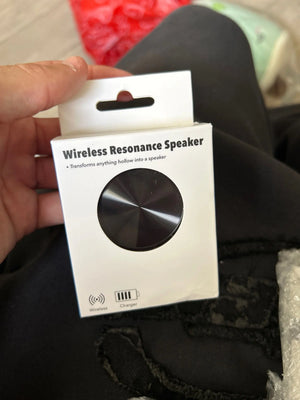 Wireless Resonance Speaker
• Transforms anything hollow into a speaker
Wireless
Charger